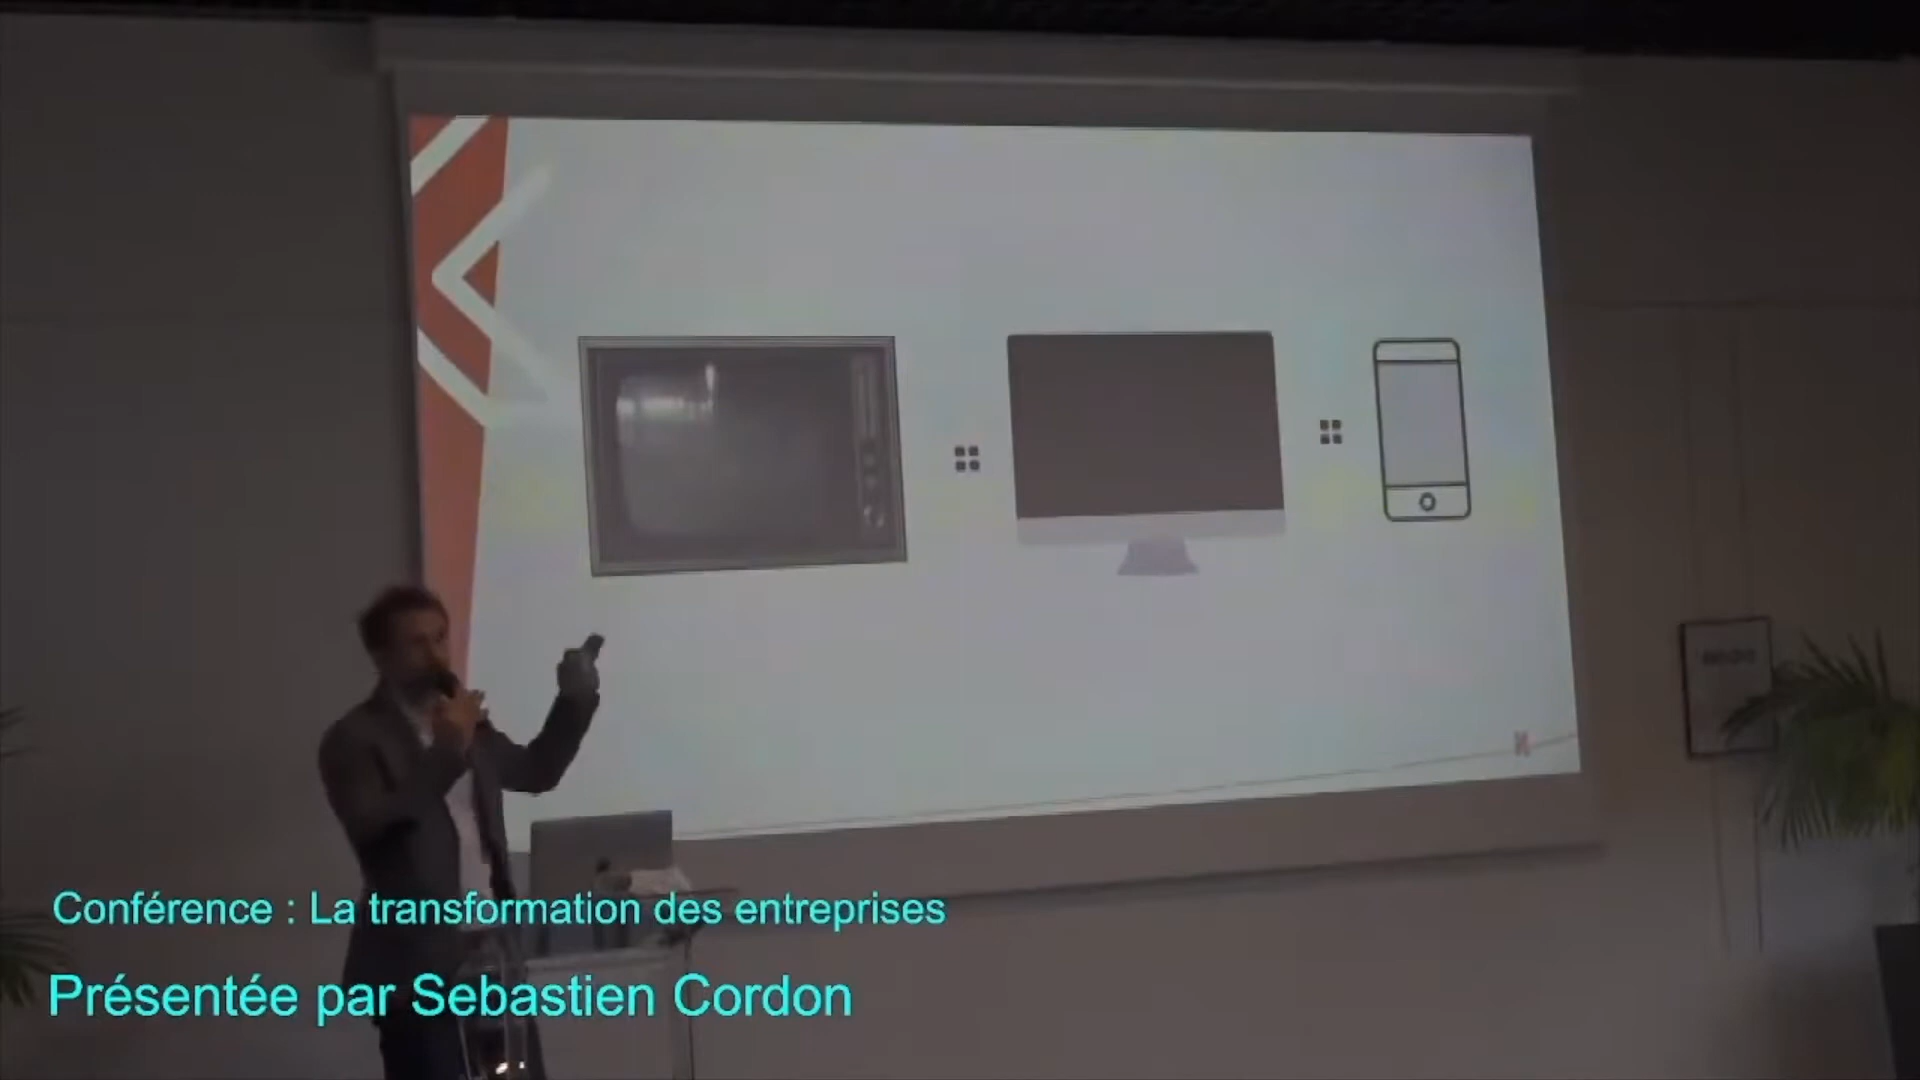 Conférence : La transformation des entreprises
Présentée par Sebastien Cordon